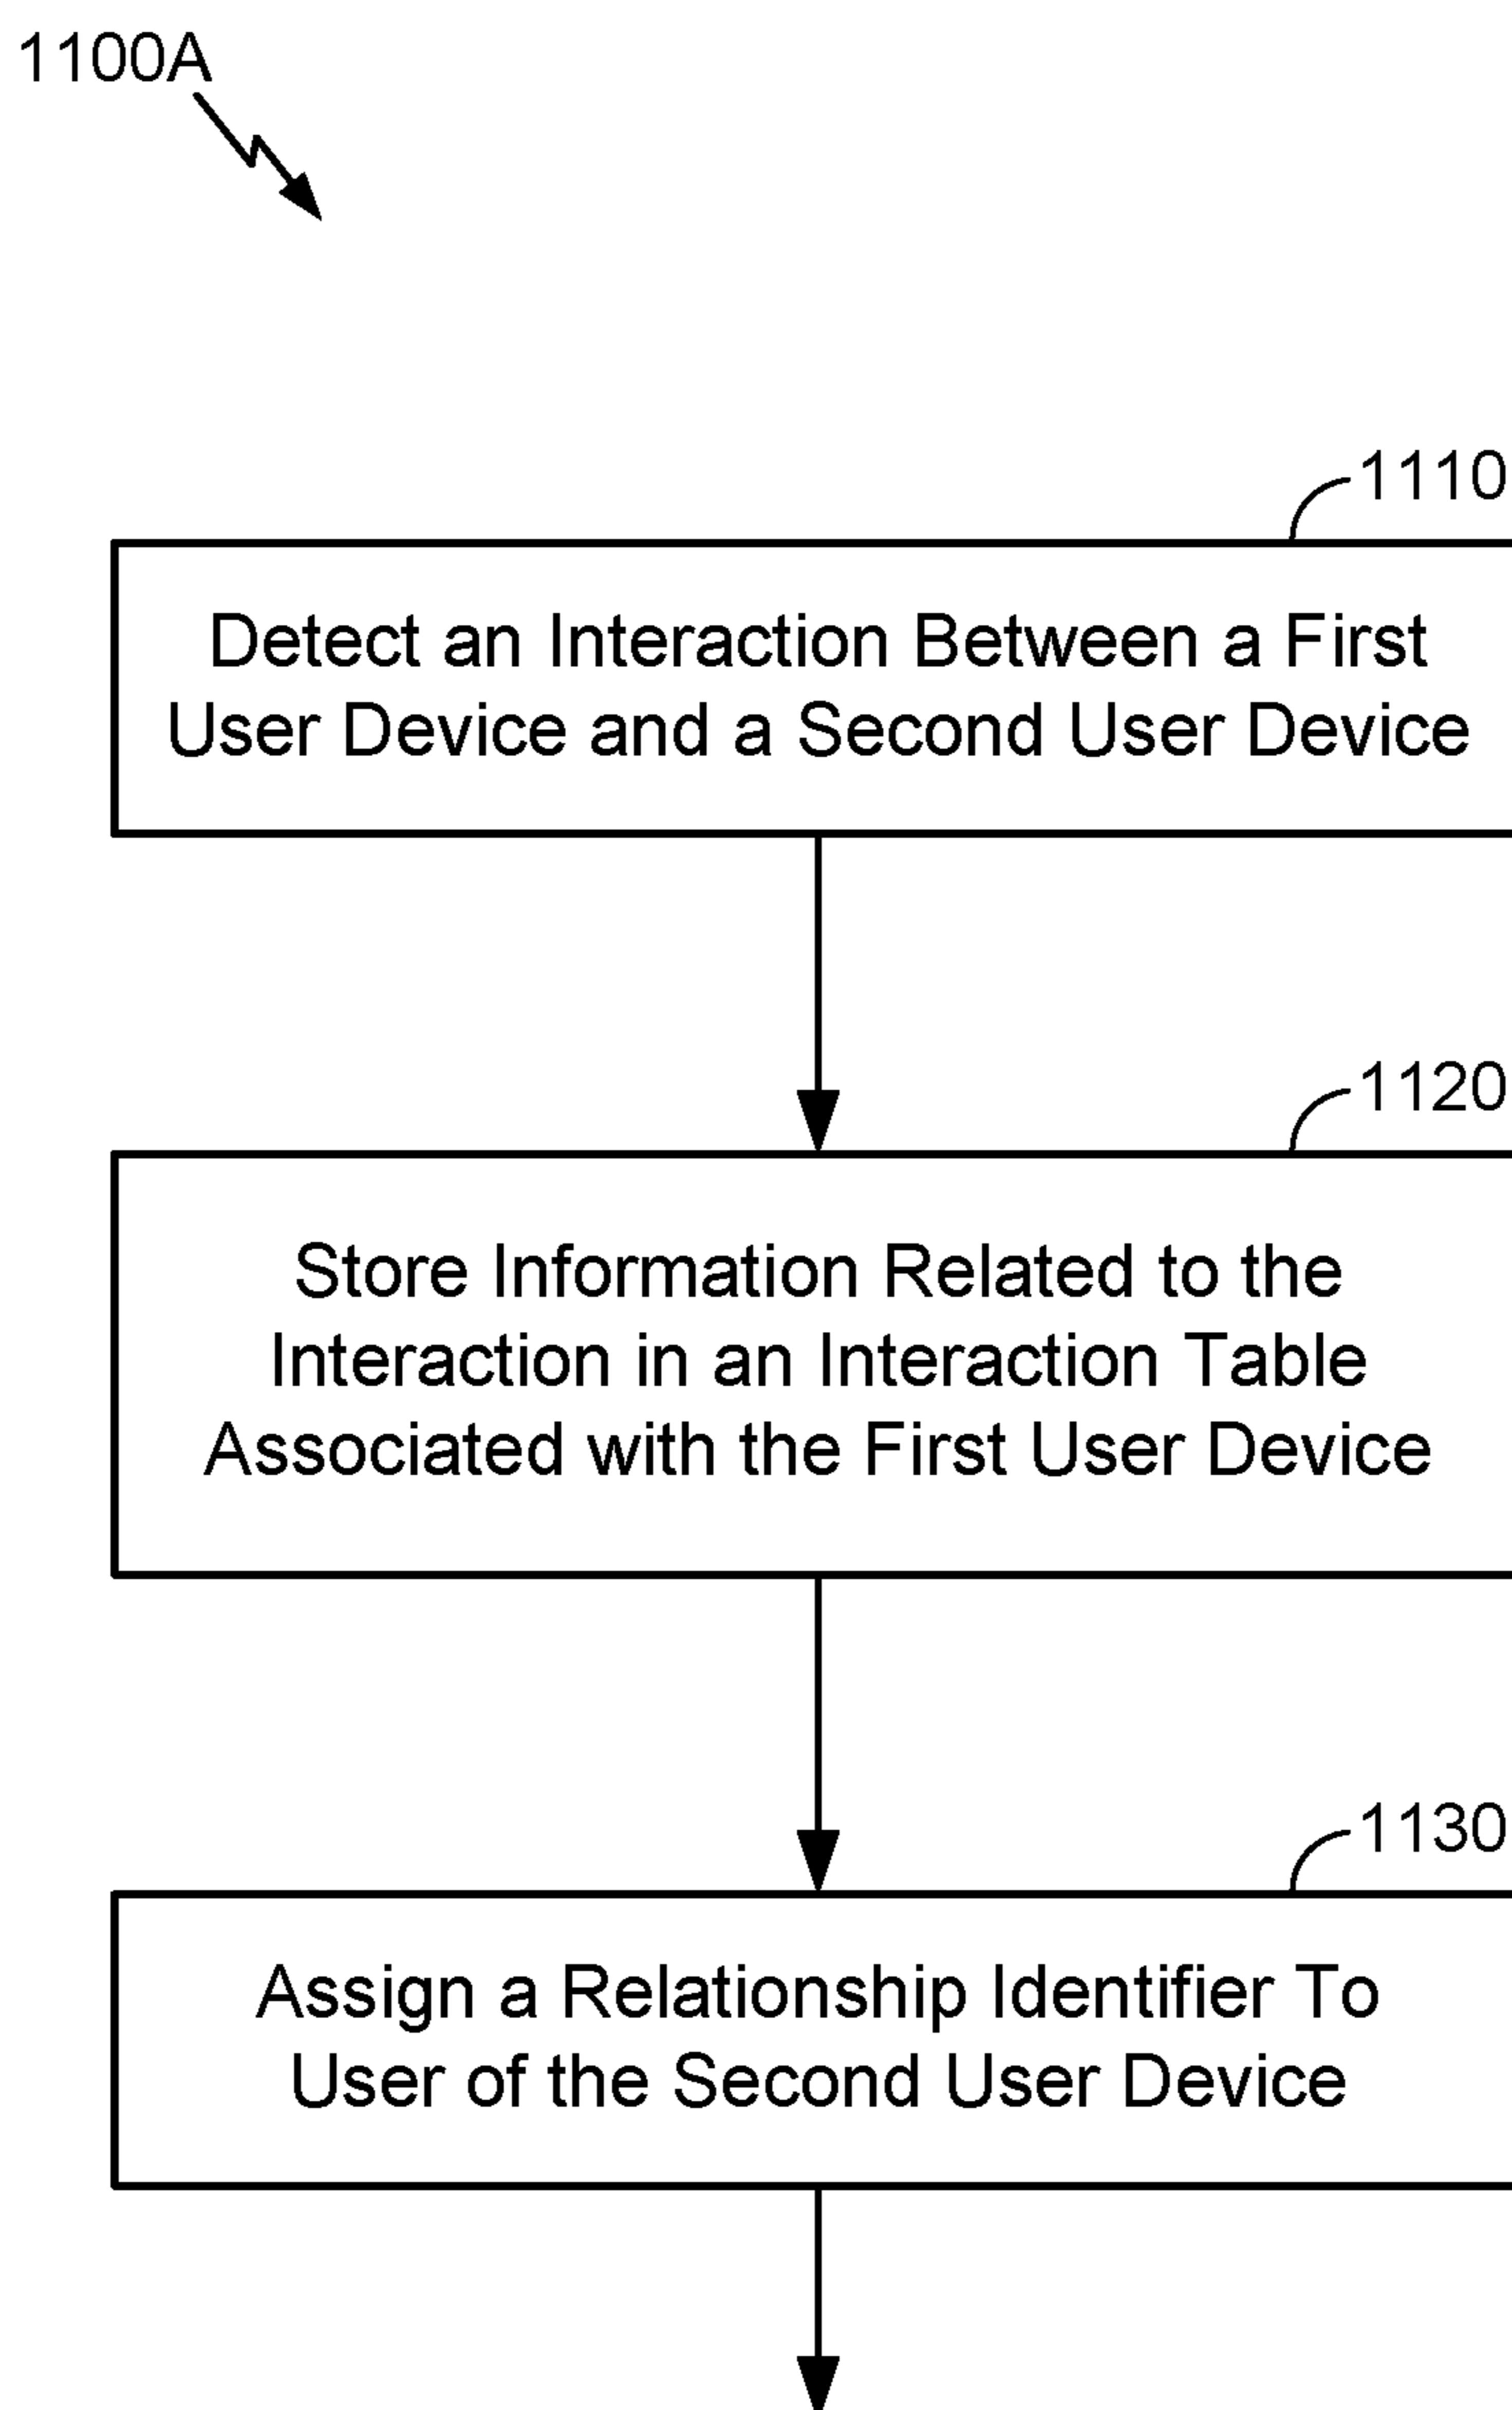 1100A
1110
Detect an Interaction Between a First
User Device and a Second User Device
1120
Store Information Related to the
Interaction in an Interaction Table
Associated with the First User Device
1130
Assign a Relationship Identifier To
User of the Second User Device